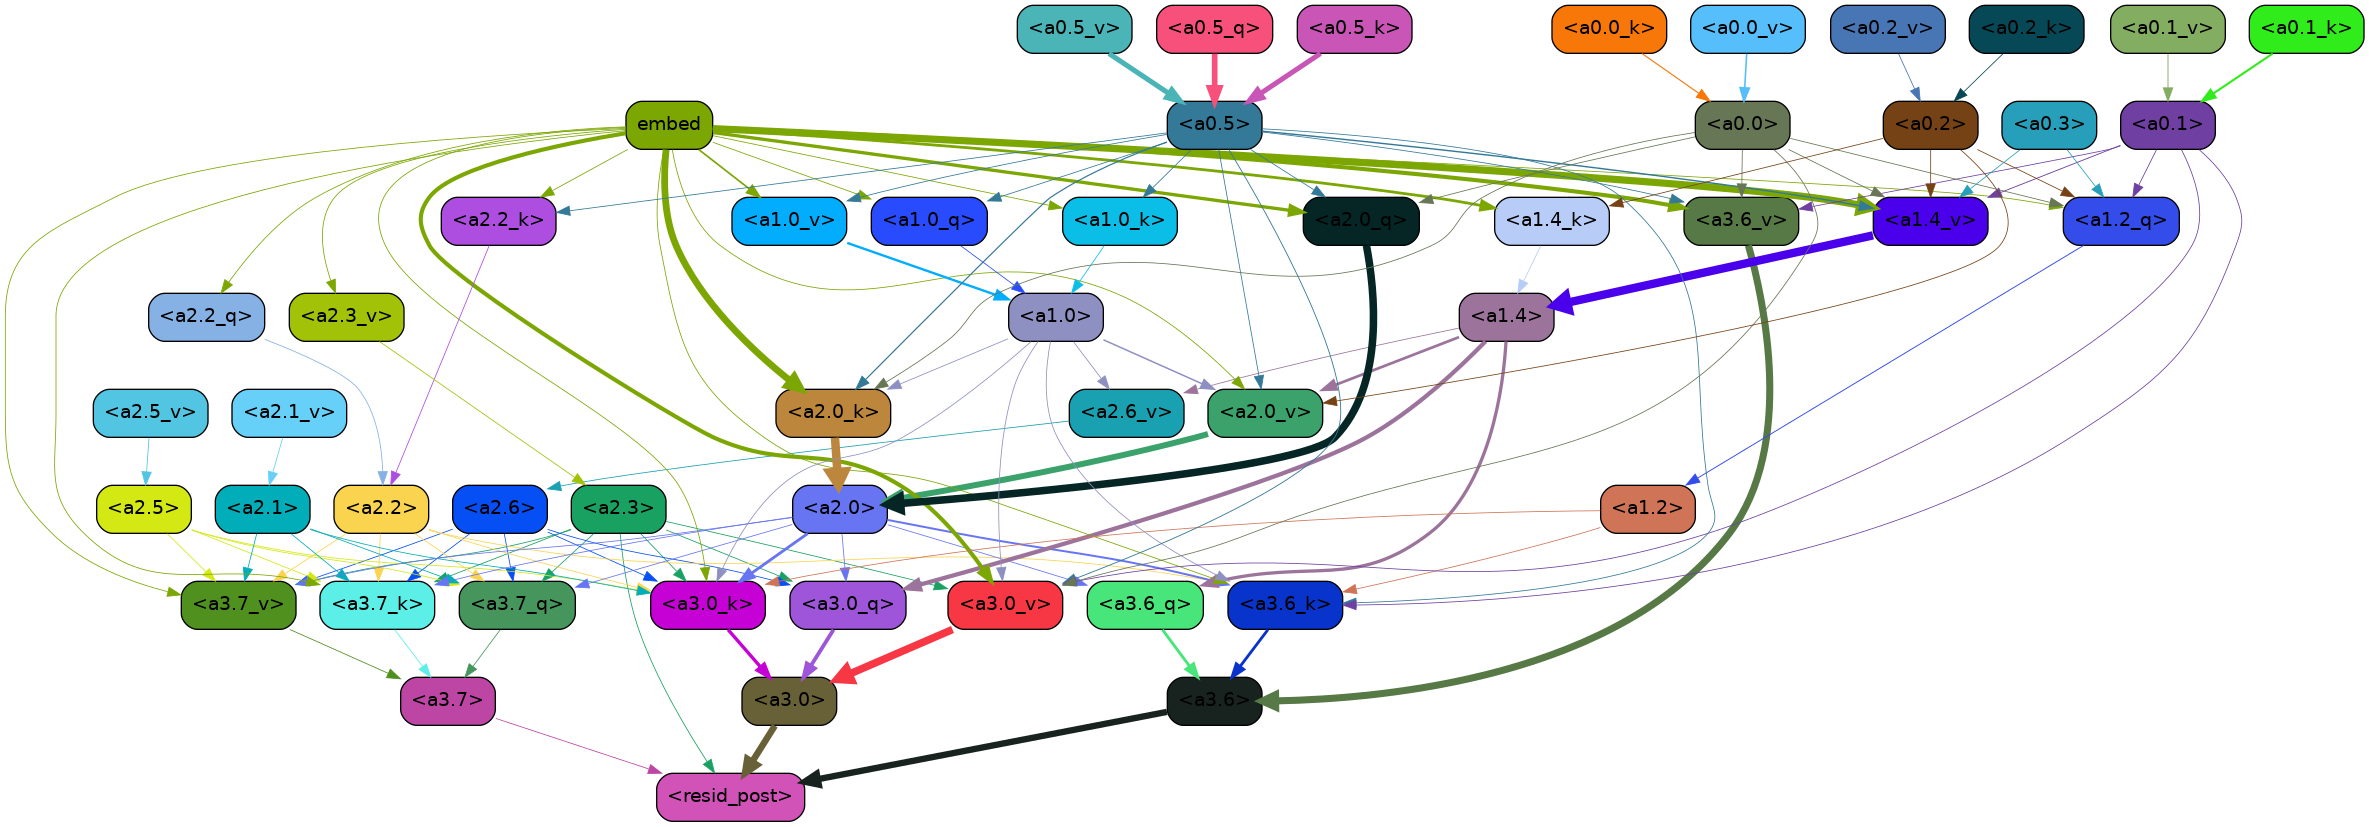 <a0.5_v> <a0.5_q> <a0.5_k> <a0.0_k> <a0.0_v> <a0.2_v> <a0.2_k> <a0.1_v> <a0.1_k>
embed <a0.5> <a0.0> <a0.2> <a0.3> <a0.1>
<a2.2_k> <a1.0_v> <a1.0_q> <a1.0_k> <a2.0_q> <a1.4_k> <a3.6_v> <a1.4_v> <a1.2_q>
<a2.2_q> <a2.3_v> <a1.0> <a1.4>
<a2.5_v> <a2.1_v> <a2.0_k> <a2.6_v> <a2.0_v>
<a2.5> <a2.1> <a2.2> <a2.6> <a2.3> <a2.0> <a1.2>
<a3.7_v> <a3.7_k> <a3.7_q> <a3.0_k> <a3.0_q> <a3.0_v> <a3.6_q> <a3.6_k>
<a3.7> <a3.0> <a3.6>
<resid_post>